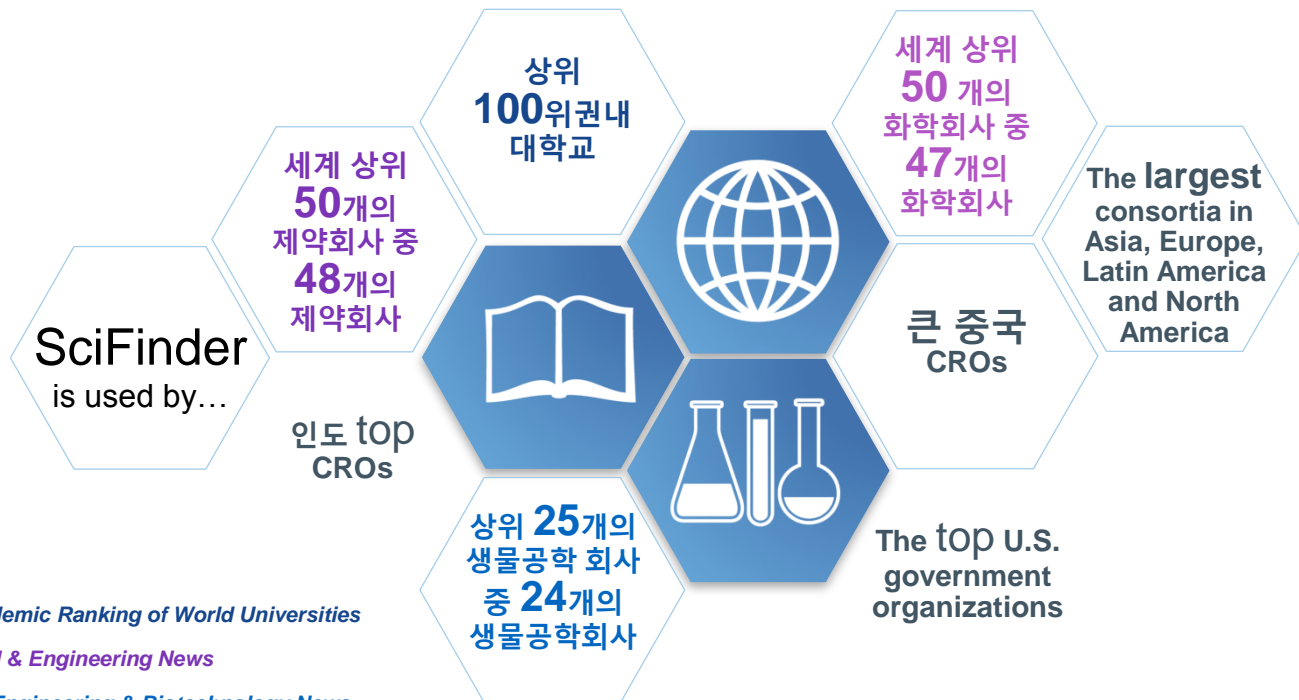 SciFinder
is used by…
세계 상위
50개의
제약회사 중
48개의
제약회사
인도 top
CROs
상위
100위권내
대학교
상위 25개의
생물공학 회사
중 24개의
생물공학회사
세계 상위
50 개의
화학회사 중
47개의
화학회사
큰 중국
CROs
The top U.S.
government
organizations
The largest
consortia in
Asia, Europe,
Latin America
and North
America
Ranking of World Universities
& Engineering News
Engineering & Biotechnology News